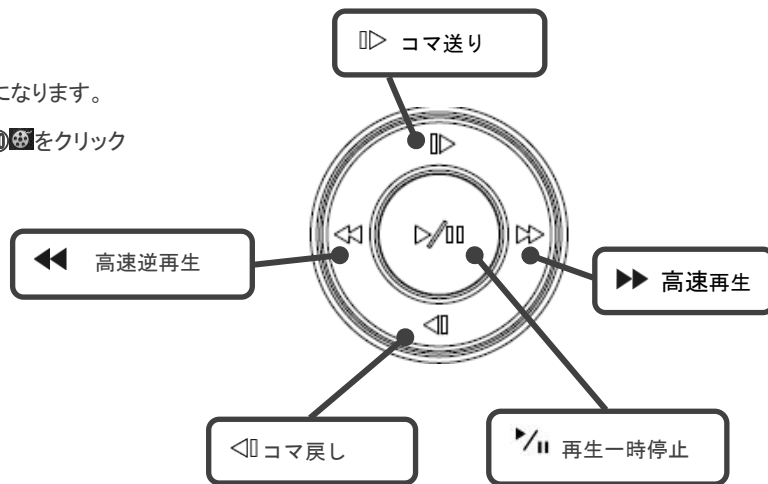 コマ送り
になります。
をクリック
高速逆再生
高速再生
コマ戻し
再生一時停止